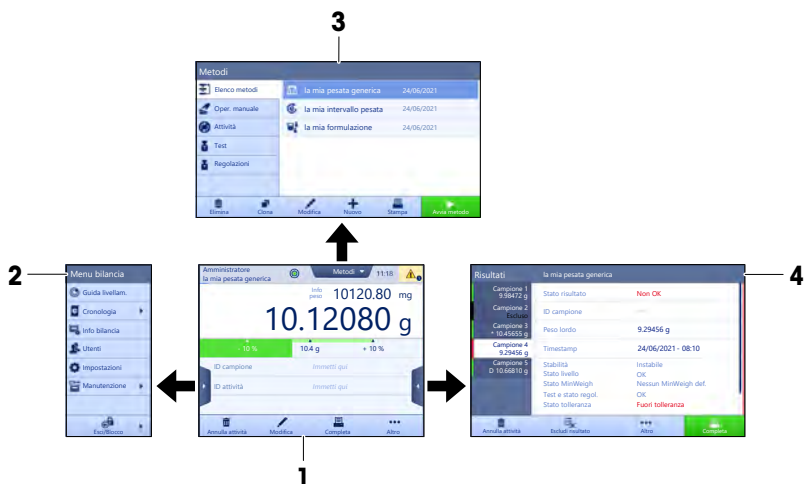 3
Metodi
Elenco metodi
Oper. manuale
Attività
Test
Regolazioni
la mia pesata generica 24/06/2021
la mia intervallo pesata 24/06/2021
la mia formulazione 24/06/2021
Elimina Clona Modifica Nuovo Stampa Avvia metodo
2
Menu bilancia
Guida livellam.
Cronologia
Info bilancia
Utenti
Impostazioni
Manutenzione
Esci/Blocco
Amministratore
la mia pesata generica
Metodi 11:18
Info peso 10120.80 mg
10.12080 g
- 10 % 10.4 g + 10 %
ID campione Immetti qui
ID attività Immetti qui
Annulla attività Modifica Completa Altro
1
4
Risultati la mia pesata generica
Campione 1
9.98472 g
Campione 2
Escluso
Campione 3
* 10.45655 g
Campione 4
9.29456 g
Campione 5
D 10.66810 g
Stato risultato Non OK
ID campione ---
Peso lordo 9.29456 g
Timestamp 24/06/2021 - 08:10
Stabilità Instabile
Stato livello OK
Stato MinWeigh Nessun MinWeigh def.
Test e stato regol. OK
Stato tolleranza Fuori tolleranza
Annulla attività Escludi risultato Altro Completa